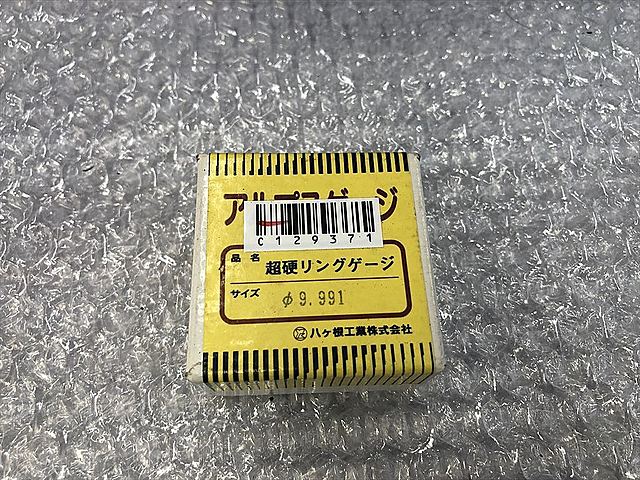 アルプスゲージ
C129371
品名 超硬リングゲージ
サイズ φ9.991
八ヶ根工業株式会社